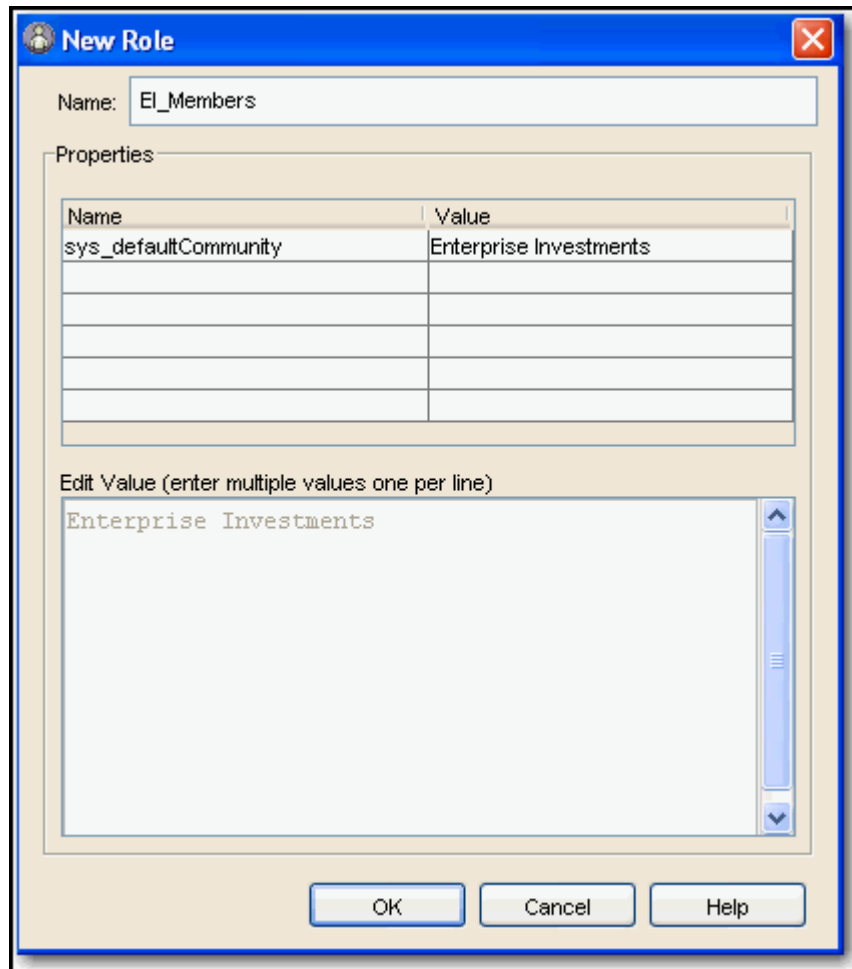 New Role
Name: EI_Members
Properties
Name Value
sys_defaultCommunity Enterprise Investments
Edit Value (enter multiple values one per line)
Enterprise Investments
OK Cancel Help